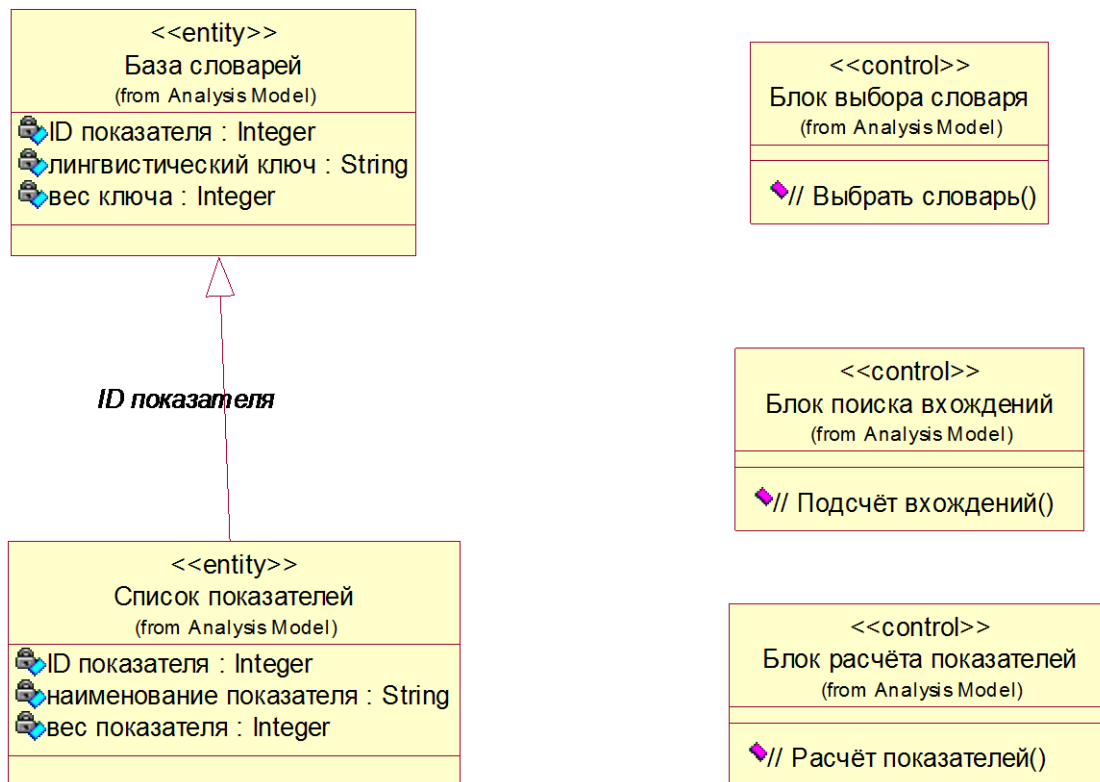 <<entity>>
База словарей
(from Analysis Model)
ID показателя : Integer
лингвистический ключ : String
вес ключа : Integer
ID показателя
<<entity>>
Список показателей
(from Analysis Model)
ID показателя : Integer
наименование показателя : String
вес показателя : Integer
<<control>>
Блок выбора словаря
(from Analysis Model)
// Выбрать словарь()
<<control>>
Блок поиска вхождений
(from Analysis Model)
// Подсчёт вхождений()
<<control>>
Блок расчёта показателей
(from Analysis Model)
// Расчёт показателей()